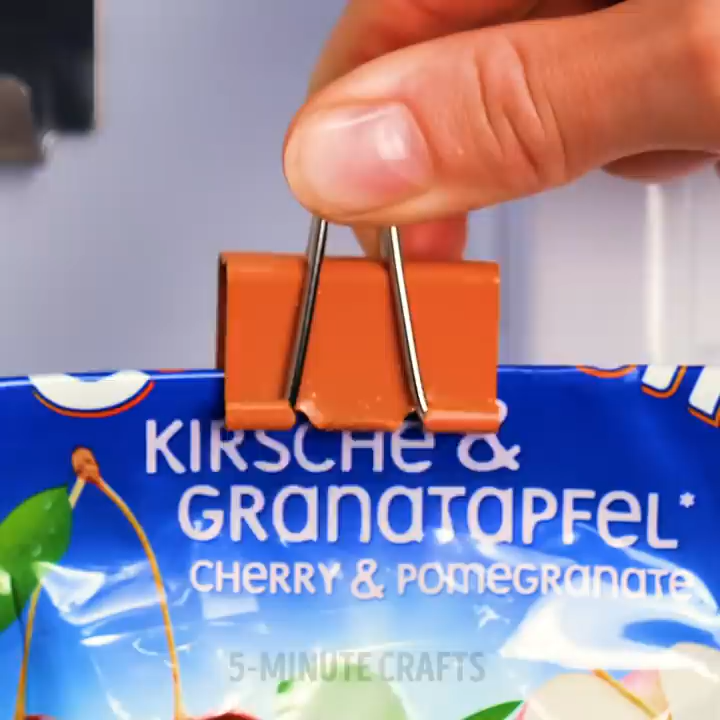 KIRSCHE &
GRANATAPFEL*
CHERRY & POMEGRANATE
5-MINUTE CRAFTS